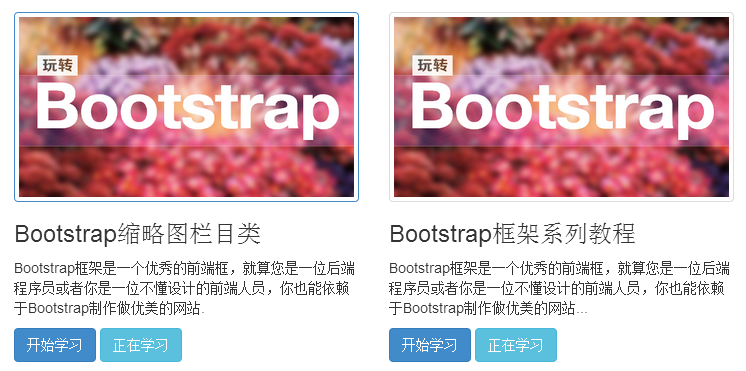 玩转
Bootstrap
玩转
Bootstrap
Bootstrap缩略图栏目类
Bootstrap框架是一个优秀的前端框，就算您是一位后端
程序员或者你是一位不懂设计的前端人员，你也能依赖
于Bootstrap制作做优美的网站.
开始学习
正在学习
Bootstrap框架系列教程
Bootstrap框架是一个优秀的前端框，就算您是一位后端
程序员或者你是一位不懂设计的前端人员，你也能依赖
于Bootstrap制作做优美的网站...
开始学习
正在学习